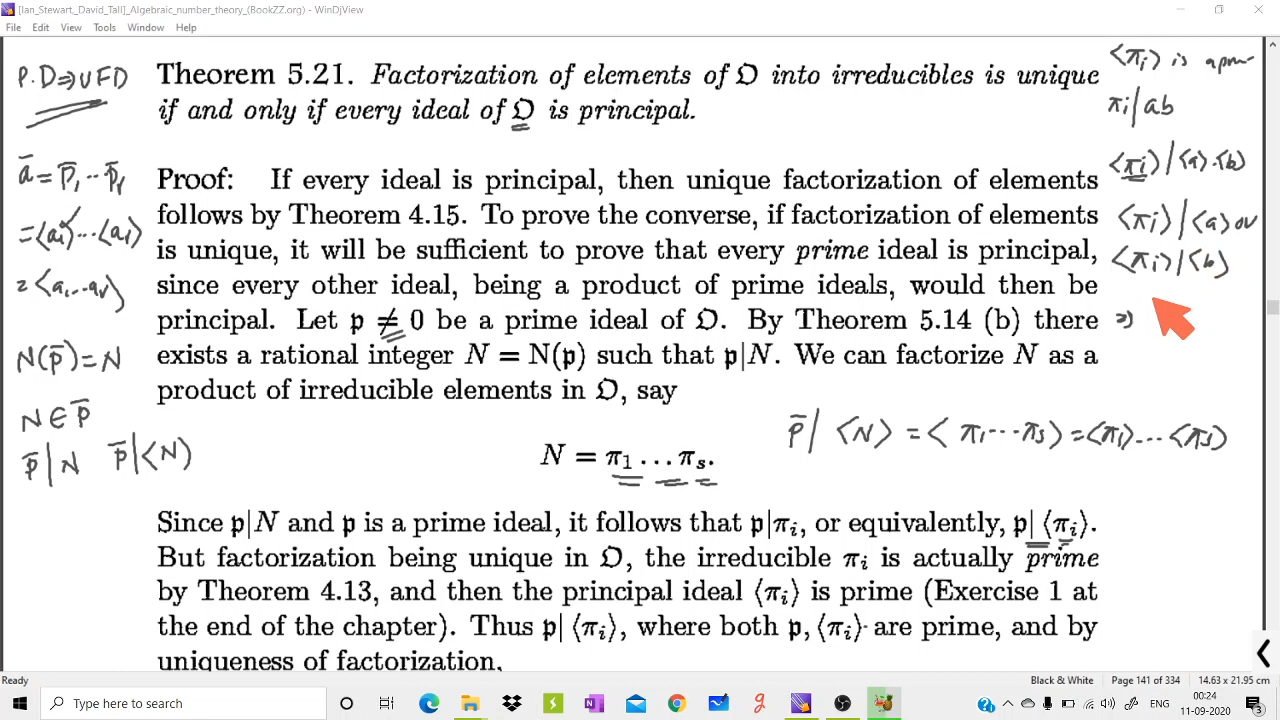 [Ian_Stewart,_David_Tall]_Algebraic_number_theory_(BookZZ.org) - WinDjView
File Edit View Tools Window Help
P.D⇒UFD
Theorem 5.21. Factorization of elements of 𝔒 into irreducibles is unique
if and only if every ideal of 𝔒 is principal.
⟨πi⟩ is a
πi | ab
⟨πi⟩ | ⟨a⟩·⟨b⟩
⟨πi⟩ | ⟨a⟩ or
⟨πi⟩ | ⟨b⟩
⇒)
ā = p̄1 ·· p̄r
= ⟨a1⟩ ... ⟨ar⟩
= ⟨a1 ... ar⟩
N(p̄) = N
N ∈ p̄
p̄ | N p̄ | ⟨N⟩
Proof: If every ideal is principal, then unique factorization of elements
follows by Theorem 4.15. To prove the converse, if factorization of elements
is unique, it will be sufficient to prove that every prime ideal is principal,
since every other ideal, being a product of prime ideals, would then be
principal. Let 𝔭 ≠ 0 be a prime ideal of 𝔒. By Theorem 5.14 (b) there
exists a rational integer N = N(𝔭) such that 𝔭|N. We can factorize N as a
product of irreducible elements in 𝔒, say
p̄ | ⟨N⟩ = ⟨π1 ... πs⟩ = ⟨π1⟩ ... ⟨πs⟩
N = π1 ... πs.
Since 𝔭|N and 𝔭 is a prime ideal, it follows that 𝔭|πi, or equivalently, 𝔭| ⟨πi⟩.
But factorization being unique in 𝔒, the irreducible πi is actually prime
by Theorem 4.13, and then the principal ideal ⟨πi⟩ is prime (Exercise 1 at
the end of the chapter). Thus 𝔭| ⟨πi⟩, where both 𝔭, ⟨πi⟩ are prime, and by
uniqueness of factorization,
Ready Black & White Page 141 of 334 14.63 x 21.95 cm
Type here to search
ENG
00:24
11-09-2020
3